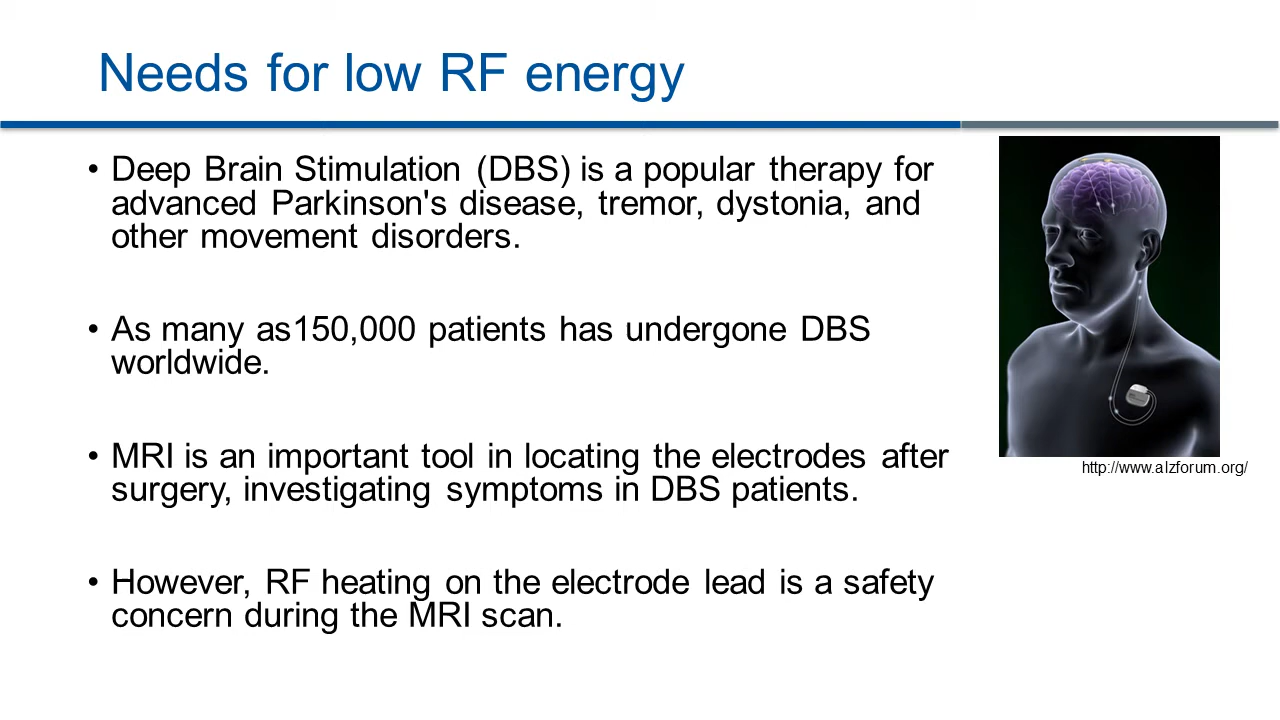 Needs for low RF energy
• Deep Brain Stimulation (DBS) is a popular therapy for
advanced Parkinson's disease, tremor, dystonia, and
other movement disorders.
• As many as150,000 patients has undergone DBS
worldwide.
• MRI is an important tool in locating the electrodes after
surgery, investigating symptoms in DBS patients.
• However, RF heating on the electrode lead is a safety
concern during the MRI scan.
http://www.alzforum.org/